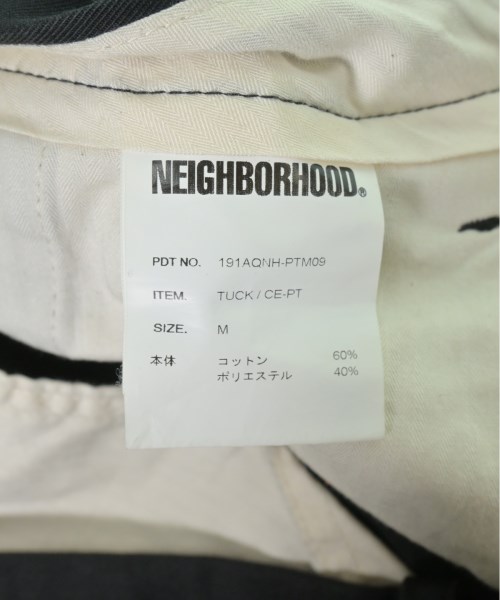 NEIGHBORHOOD®
PDT NO. 191AQNH-PTM09
ITEM. TUCK / CE-PT
SIZE. M
本体 コットン 60%
ポリエステル 40%